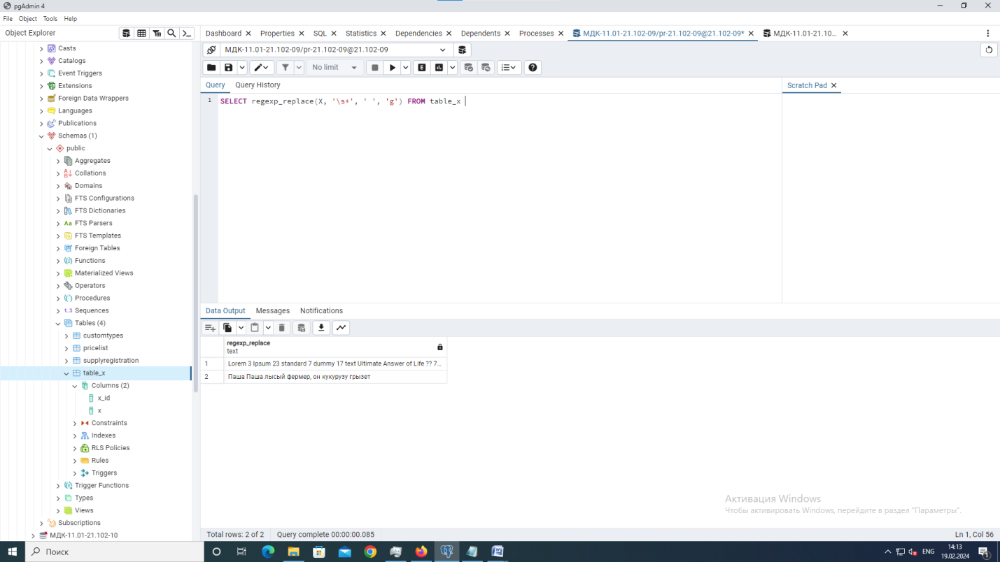 pgAdmin 4
File Object Tools Help
Object Explorer
Dashboard Properties SQL Statistics Dependencies Dependents Processes МДК-11.01-21.102-09/pr-21.102-09@21.102-09* МДК-11.01-21.10...
МДК-11.01-21.102-09/pr-21.102-09@21.102-09
No limit
Query Query History
Scratch Pad
1 SELECT regexp_replace(X, '\s+', ' ', 'g') FROM table_x
Casts
Catalogs
Event Triggers
Extensions
Foreign Data Wrappers
Languages
Publications
Schemas (1)
public
Aggregates
Collations
Domains
FTS Configurations
FTS Dictionaries
FTS Parsers
FTS Templates
Foreign Tables
Functions
Materialized Views
Operators
Procedures
1..3 Sequences
Tables (4)
customtypes
pricelist
supplyregistration
table_x
Columns (2)
x_id
x
Constraints
Indexes
RLS Policies
Rules
Triggers
Trigger Functions
Types
Views
Subscriptions
МДК-11.01-21.102-10
Data Output Messages Notifications
regexp_replace
text
1 Lorem 3 Ipsum 23 standard 7 dummy 17 text Ultimate Answer of Life ?? 7...
2 Паша Паша лысый фермер, он кукурузу грызет
Активация Windows
Чтобы активировать Windows, перейдите в раздел "Параметры".
Total rows: 2 of 2 Query complete 00:00:00.085
Ln 1, Col 56
Поиск
ENG
14:13
19.02.2024
1